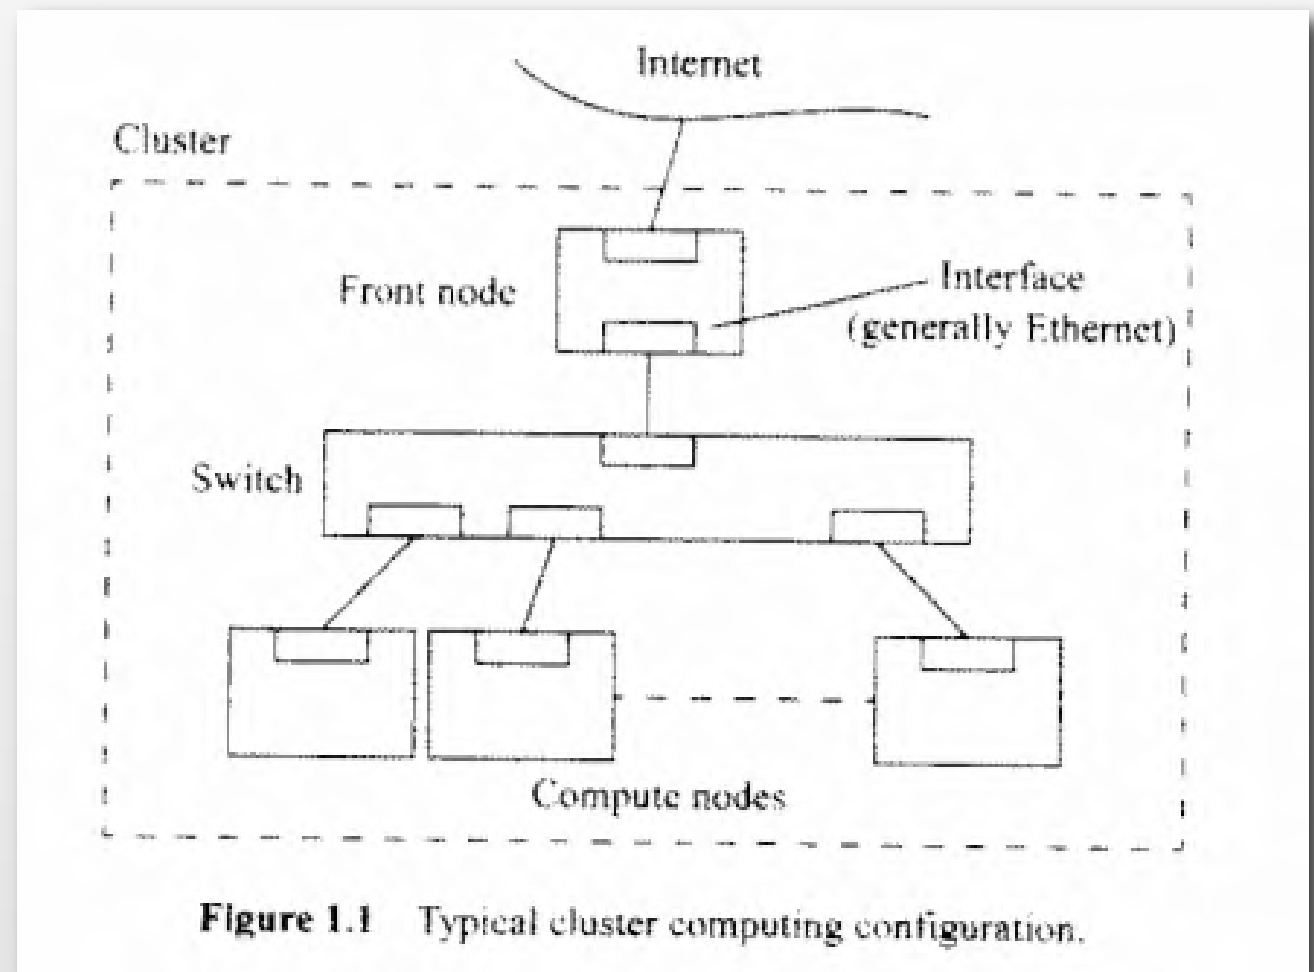 Internet
Cluster
Front node
Interface
(generally Ethernet)
Switch
Compute nodes
Figure 1.1 Typical cluster computing configuration.